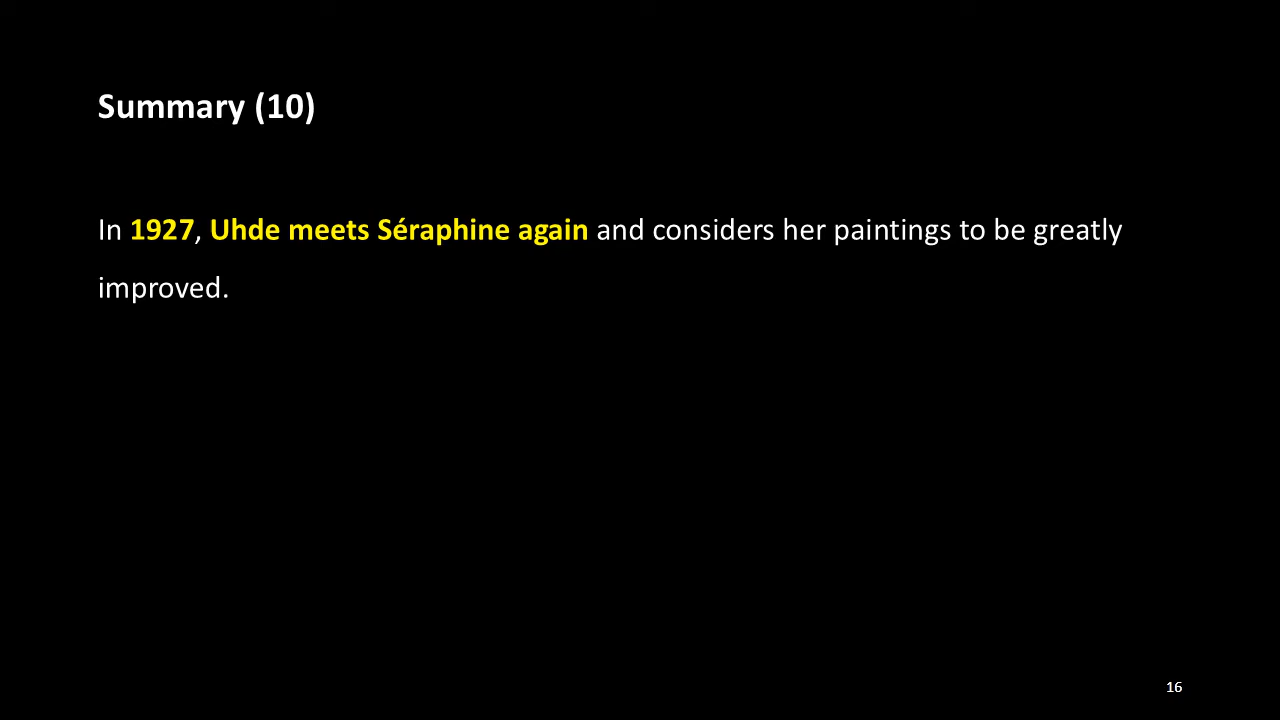 Summary (10)
In 1927, Uhde meets Séraphine again and considers her paintings to be greatly
improved.
16